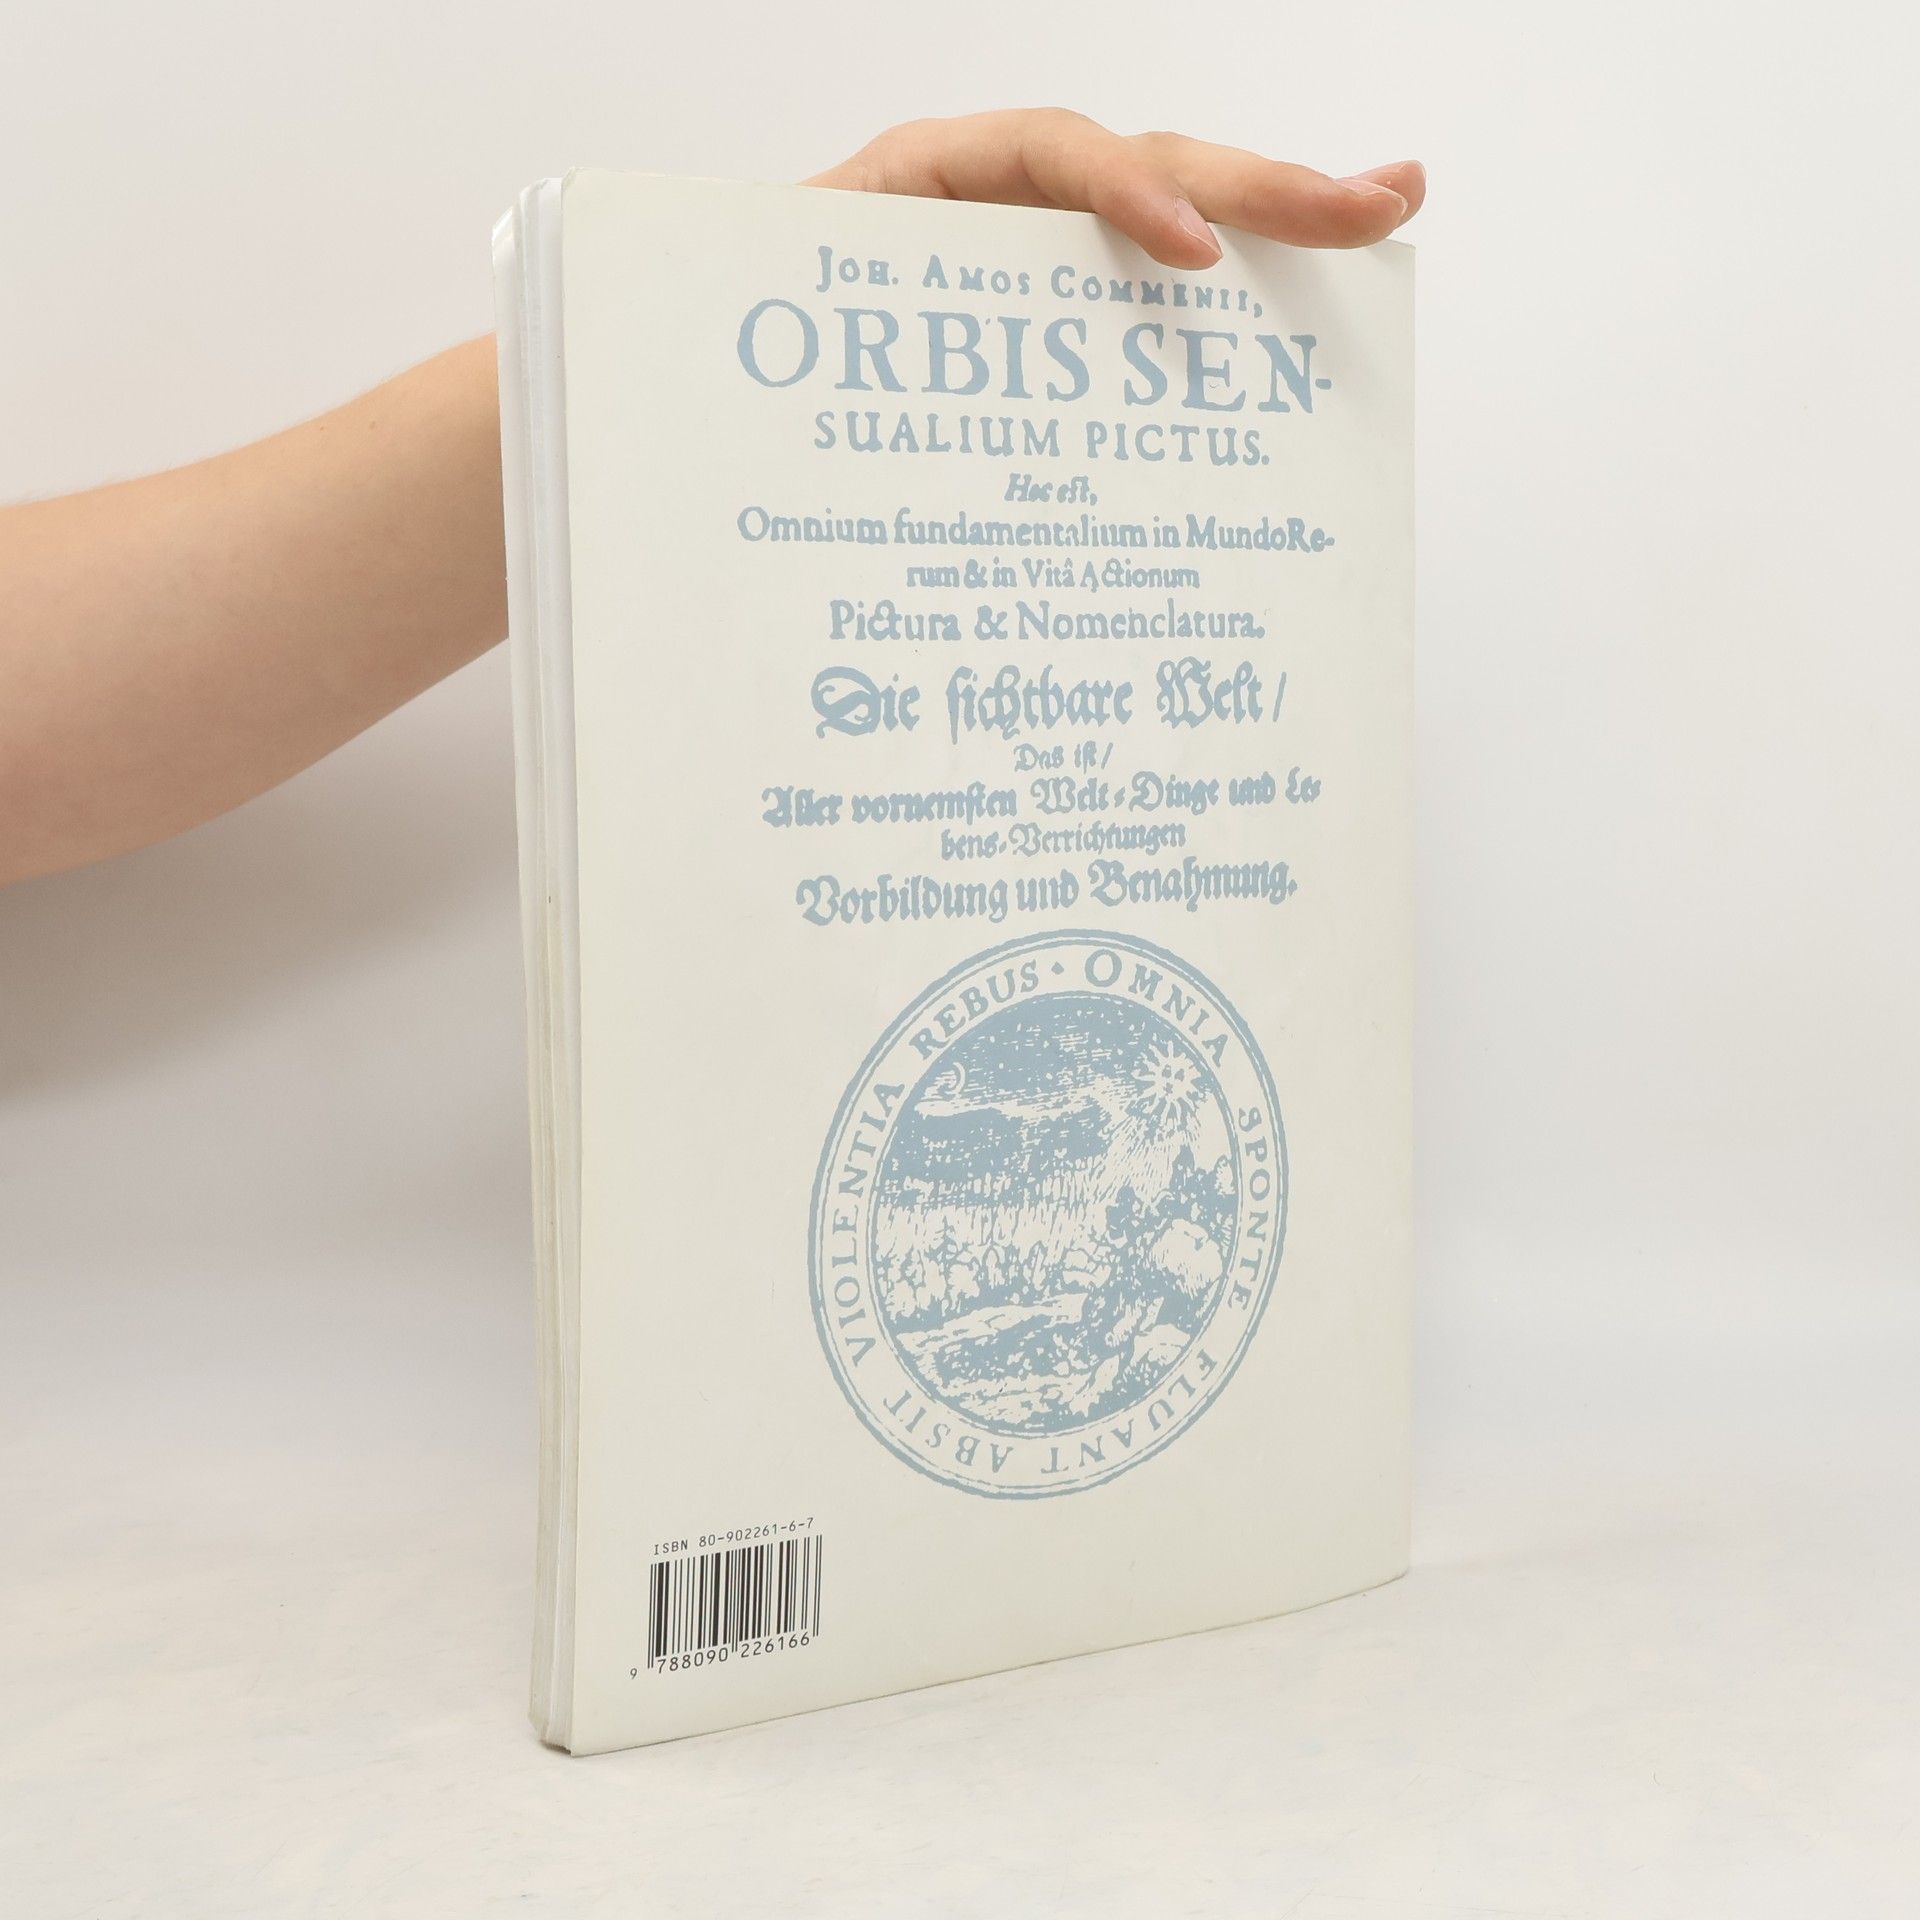 JOH. AMOS COMMENII,
ORBIS SEN-
SUALIUM PICTUS.
Hoc eſt,
Omnium fundamentalium in Mundo Re-
rum & in Vitâ Actionum
Pictura & Nomenclatura.
Die ſichtbare Welt /
Das iſt /
Aller vornemſten Welt-Dinge und Le-
bens-Verrichtungen
Vorbildung und Benahmung.
OMNIA SPONTE FLUANT ABSIT VIOLENTIA REBUS ·
ISBN 80-902261-6-7
9 788090 226166